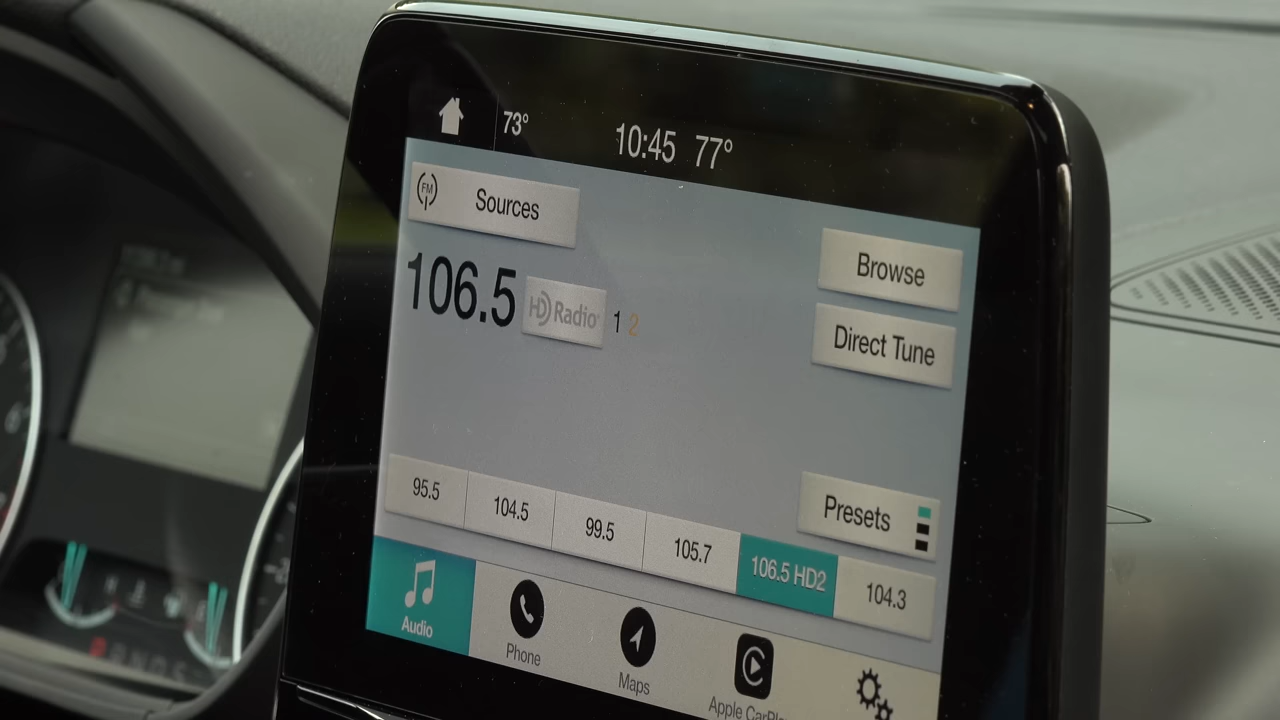 73°
10:45 77°
FM Sources
Browse
106.5 HD Radio 1 2
Direct Tune
Presets
95.5 104.5 99.5 105.7 106.5 HD2 104.3
Audio Phone Maps Apple